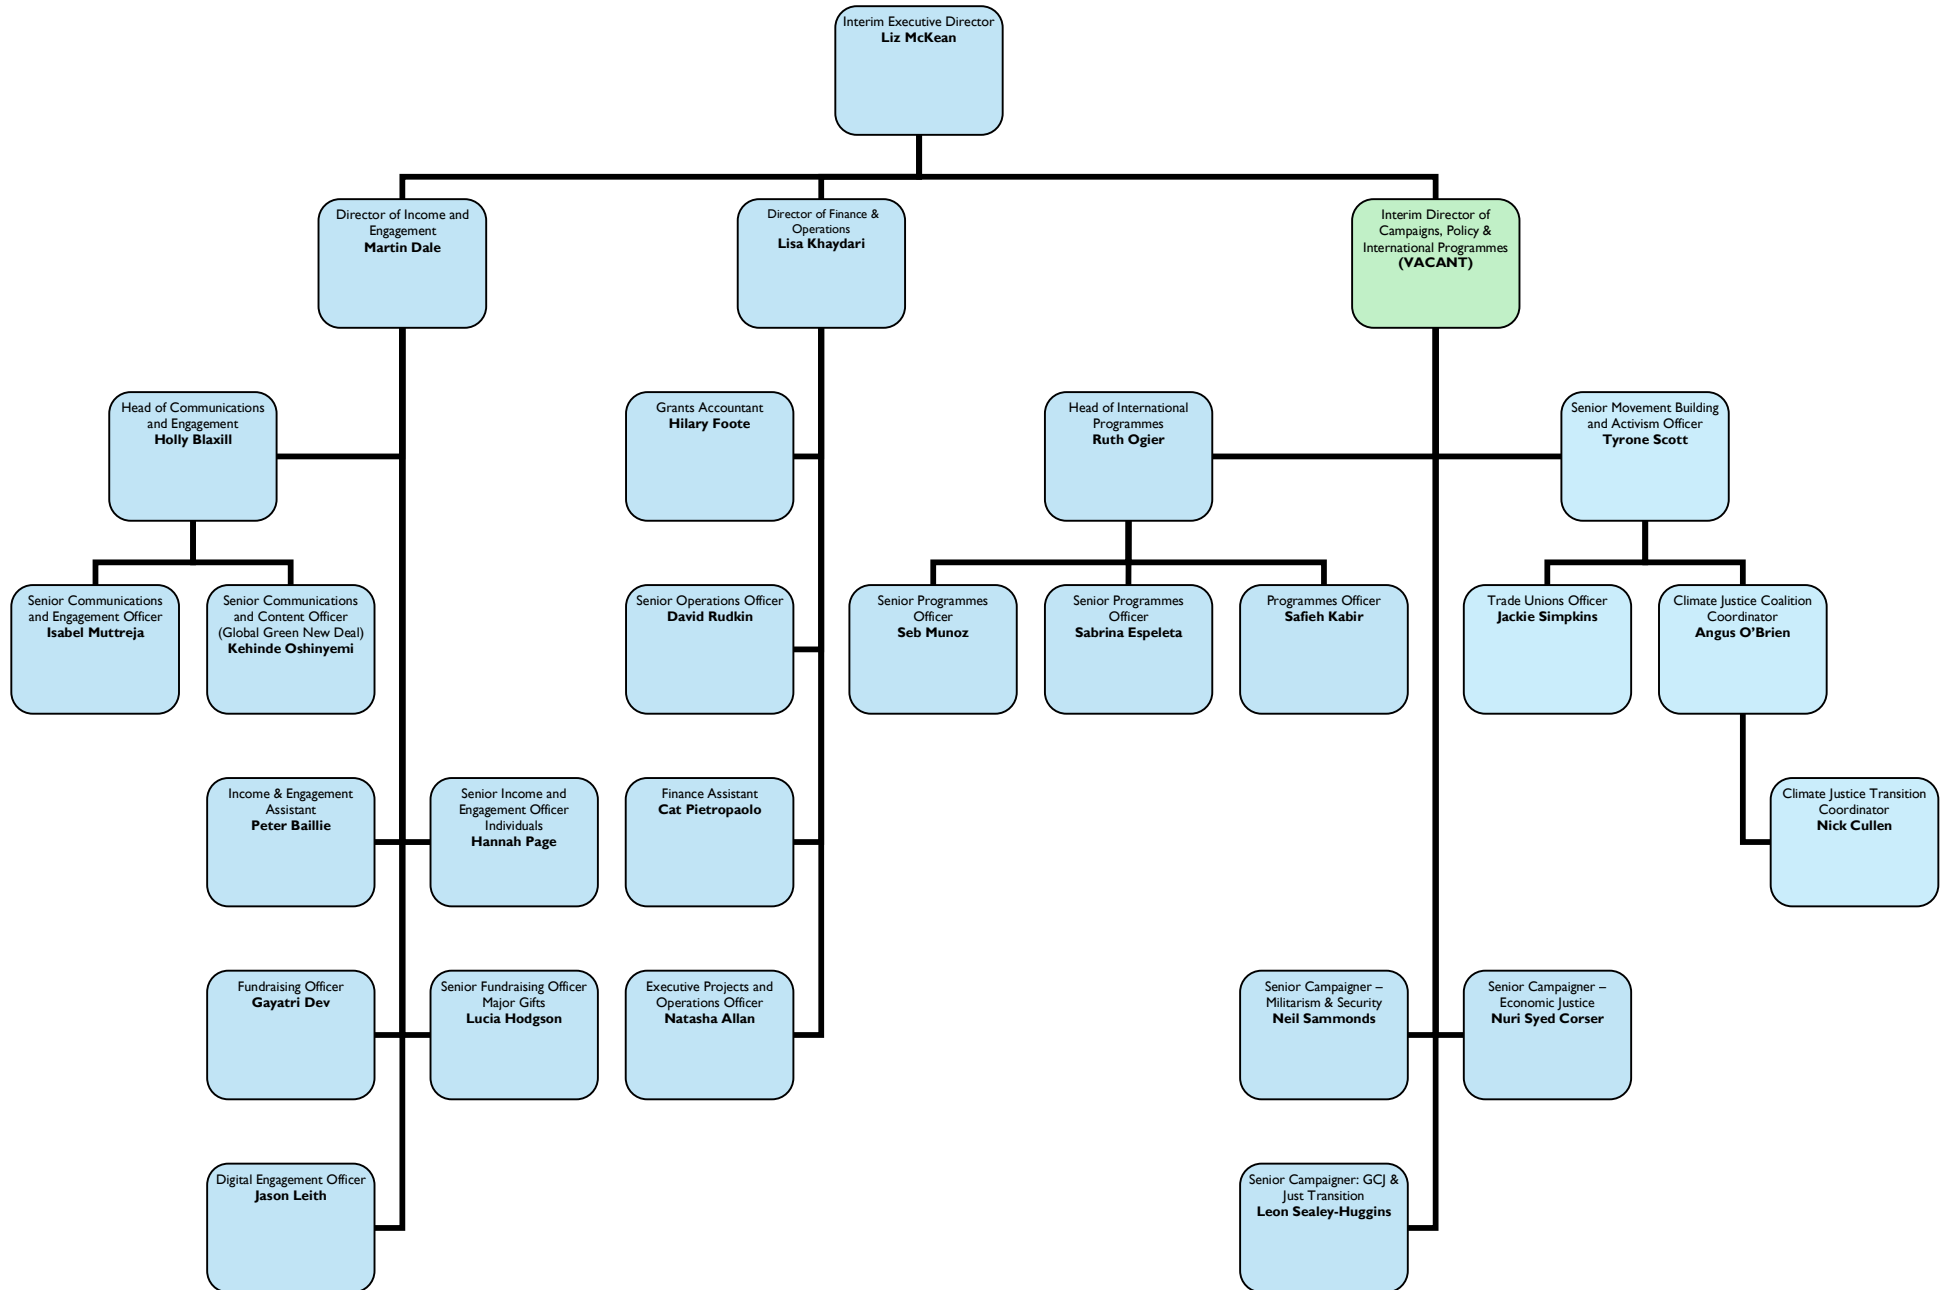 Interim Executive Director
Liz McKean
Director of Income and
Engagement
Martin Dale
Director of Finance &
Operations
Lisa Khaydari
Interim Director of
Campaigns, Policy &
International Programmes
(VACANT)
Head of Communications
and Engagement
Holly Blaxill
Grants Accountant
Hilary Foote
Head of International
Programmes
Ruth Ogier
Senior Movement Building
and Activism Officer
Tyrone Scott
Senior Communications
and Engagement Officer
Isabel Muttreja
Senior Communications
and Content Officer
(Global Green New Deal)
Kehinde Oshinyemi
Senior Operations Officer
David Rudkin
Senior Programmes
Officer
Seb Munoz
Senior Programmes
Officer
Sabrina Espeleta
Programmes Officer
Safieh Kabir
Trade Unions Officer
Jackie Simpkins
Climate Justice Coalition
Coordinator
Angus O’Brien
Income & Engagement
Assistant
Peter Baillie
Senior Income and
Engagement Officer
Individuals
Hannah Page
Finance Assistant
Cat Pietropaolo
Climate Justice Transition
Coordinator
Nick Cullen
Fundraising Officer
Gayatri Dev
Senior Fundraising Officer
Major Gifts
Lucia Hodgson
Executive Projects and
Operations Officer
Natasha Allan
Senior Campaigner –
Militarism & Security
Neil Sammonds
Senior Campaigner –
Economic Justice
Nuri Syed Corser
Digital Engagement Officer
Jason Leith
Senior Campaigner: GCJ &
Just Transition
Leon Sealey-Huggins